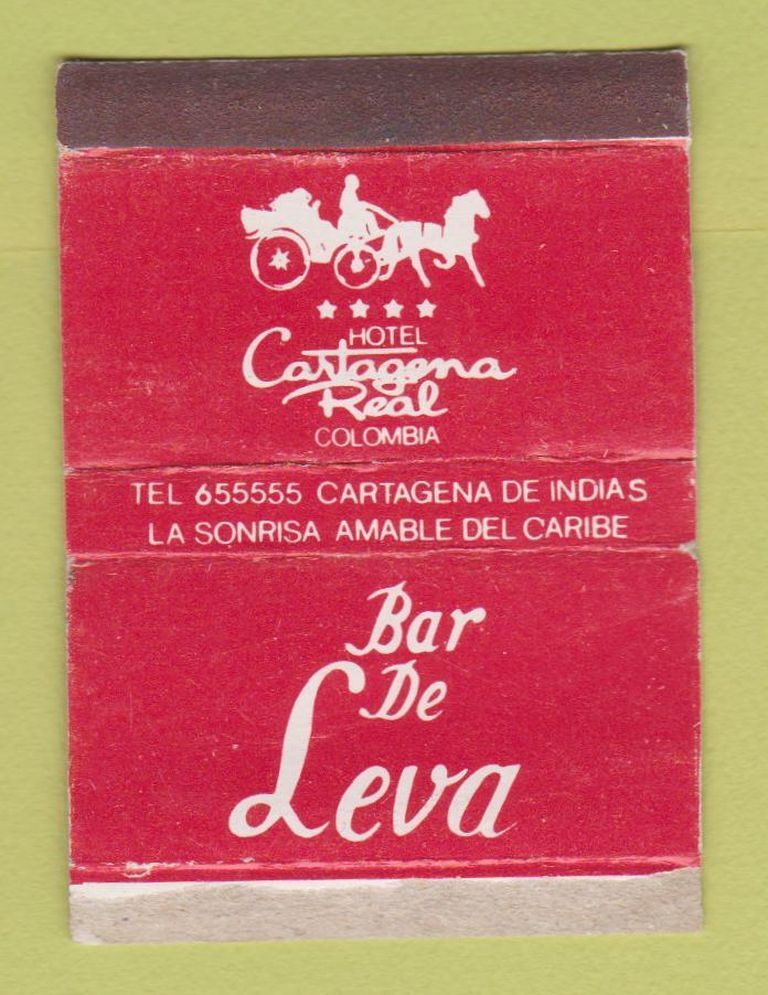 HOTEL
Cartagena
Real
COLOMBIA
TEL 655555 CARTAGENA DE INDIAS
LA SONRISA AMABLE DEL CARIBE
Bar
De
Leva